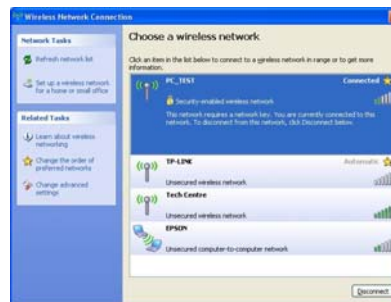 Wireless Network Connection
Network Tasks
Refresh network list
Set up a wireless network
for a home or small office
Related Tasks
Learn about wireless
networking
Change the order of
preferred networks
Change advanced
settings
Choose a wireless network
Click an item in the list below to connect to a wireless network in range or to get more
information.
PC_TEST
Connected
Security-enabled wireless network
This network requires a network key. You are currently connected to this
network. To disconnect from this network, click Disconnect below.
TP-LINK
Automatic
Unsecured wireless network
Tech Centre
Unsecured wireless network
EPSON
Unsecured computer-to-computer network
Disconnect